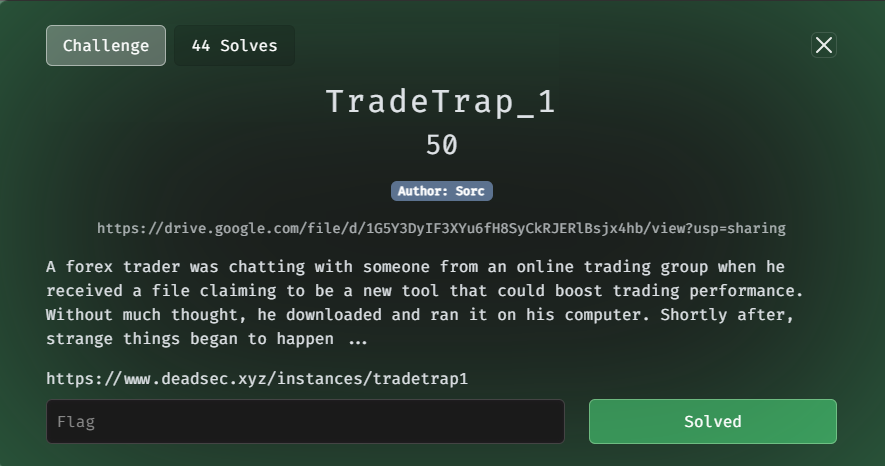 Challenge
44 Solves
TradeTrap_1
50
Author: Sorc
https://drive.google.com/file/d/1G5Y3DyIF3XYu6fH8SyCkRJERlBsjx4hb/view?usp=sharing
A forex trader was chatting with someone from an online trading group when he
received a file claiming to be a new tool that could boost trading performance.
Without much thought, he downloaded and ran it on his computer. Shortly after,
strange things began to happen ...
https://www.deadsec.xyz/instances/tradetrap1
Flag
Solved